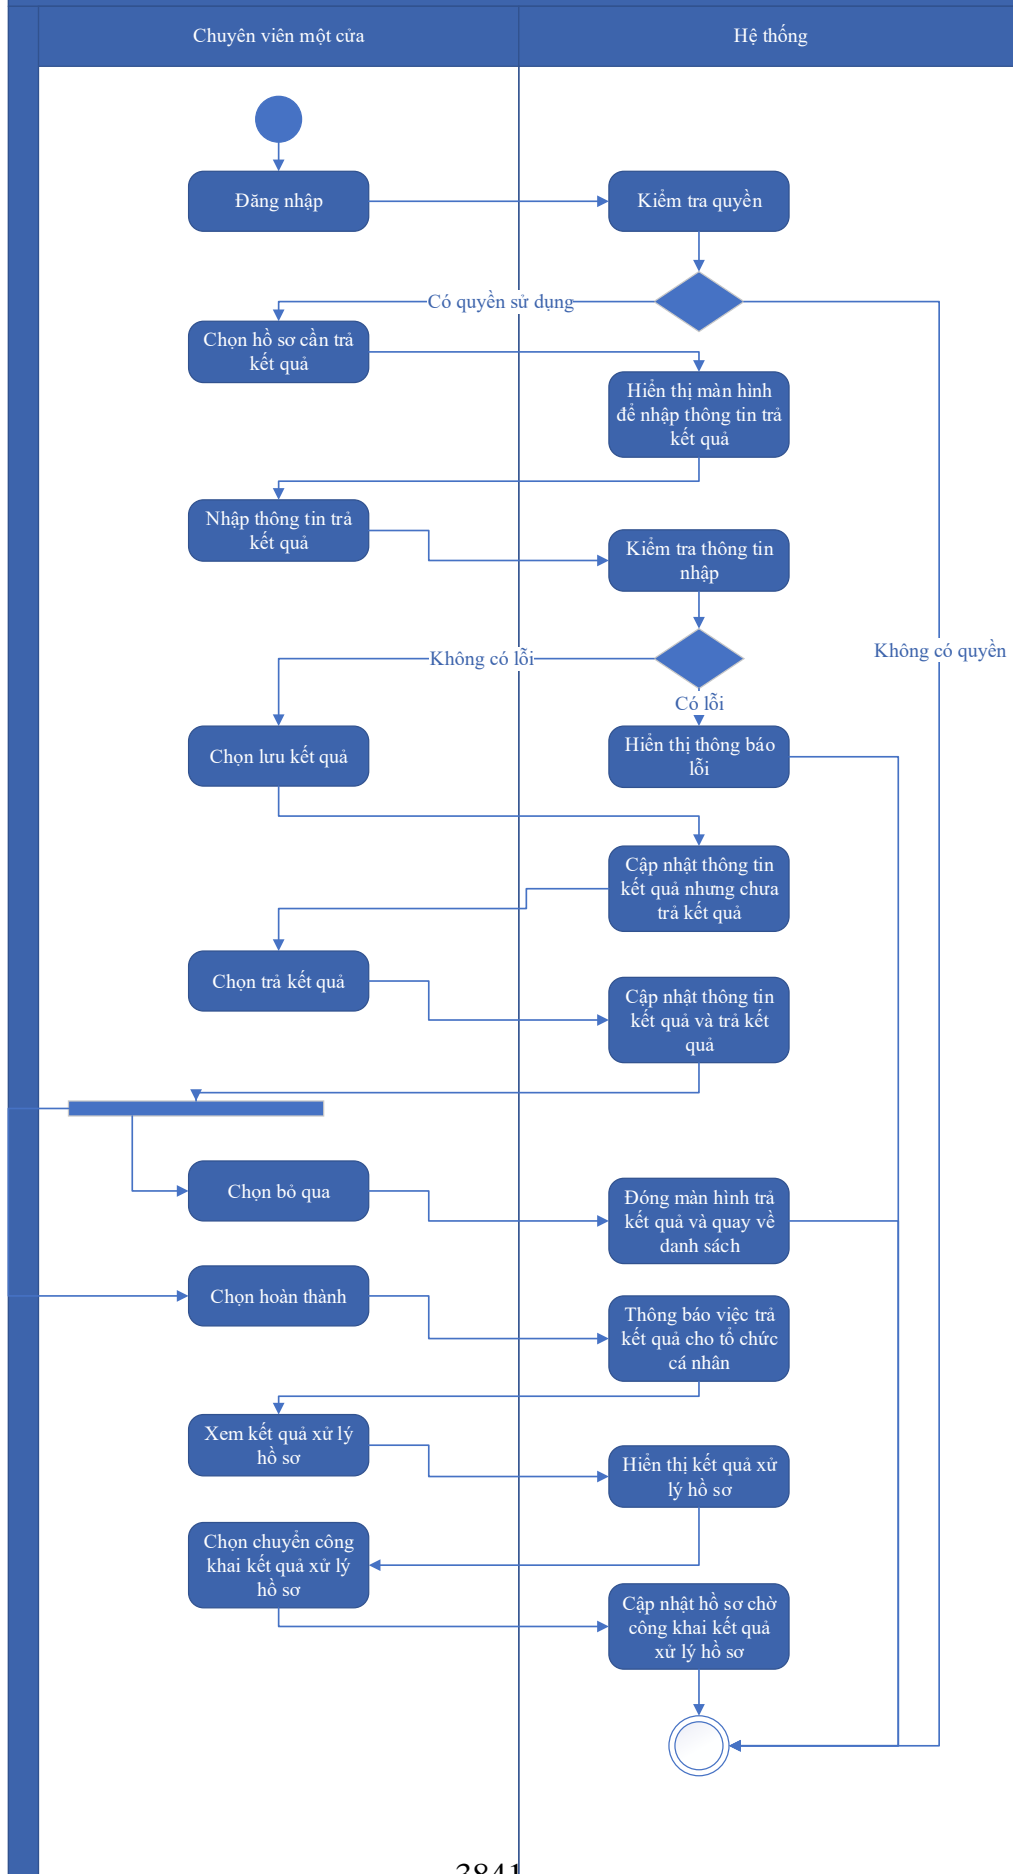 Chuyên viên một cửa
Hệ thống
Đăng nhập
Kiểm tra quyền
Có quyền sử dụng
Chọn hồ sơ cần trả
kết quả
Hiển thị màn hình
để nhập thông tin trả
kết quả
Nhập thông tin trả
kết quả
Kiểm tra thông tin
nhập
Không có quyền
Không có lỗi
Có lỗi
Chọn lưu kết quả
Hiển thị thông báo
lỗi
Cập nhật thông tin
kết quả nhưng chưa
trả kết quả
Chọn trả kết quả
Cập nhật thông tin
kết quả và trả kết
quả
Chọn bỏ qua
Đóng màn hình trả
kết quả và quay về
danh sách
Chọn hoàn thành
Thông báo việc trả
kết quả cho tổ chức
cá nhân
Xem kết quả xử lý
hồ sơ
Hiển thị kết quả xử
lý hồ sơ
Chọn chuyển công
khai kết quả xử lý
hồ sơ
Cập nhật hồ sơ chờ
công khai kết quả
xử lý hồ sơ
3841